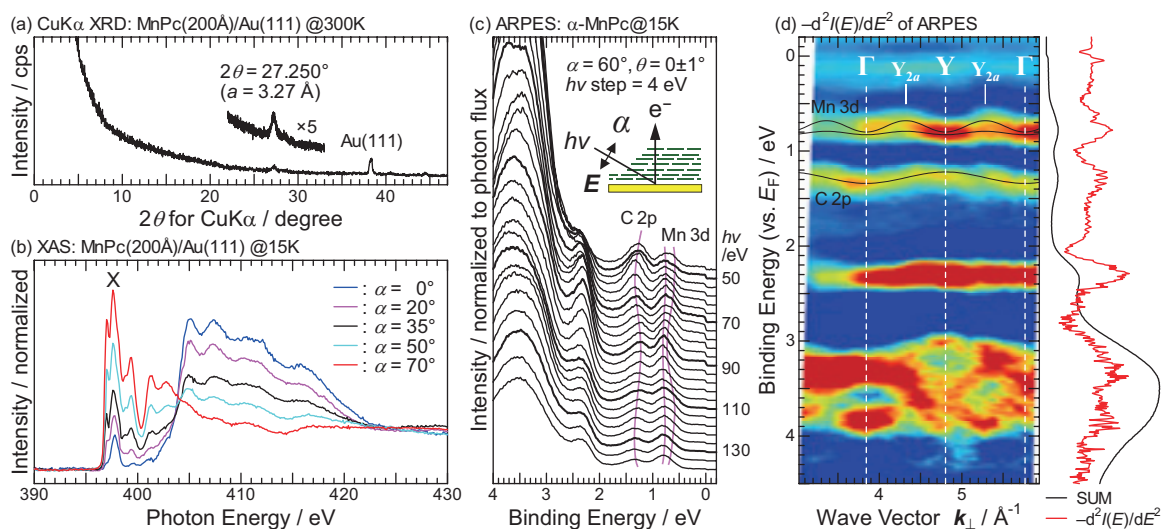 (a) CuKα XRD: MnPc(200Å)/Au(111) @300K
Intensity / cps
2θ = 27.250°
(a = 3.27 Å)
×5
Au(111)
0 10 20 30 40
2θ for CuKα / degree
(b) XAS: MnPc(200Å)/Au(111) @15K
Intensity / normalized
X
: α = 0°
: α = 20°
: α = 35°
: α = 50°
: α = 70°
390 400 410 420 430
Photon Energy / eV
(c) ARPES: α-MnPc@15K
Intensity / normalized to photon flux
α = 60°, θ = 0±1°
hν step = 4 eV
e⁻
α
hν
E
C 2p
Mn 3d
hν
/eV
50
70
90
110
130
4 3 2 1 0
Binding Energy / eV
(d) −d²I(E)/dE² of ARPES
Binding Energy (vs. E_F) / eV
0
1
2
3
4
Γ Y₂ₐ Y Y₂ₐ Γ
Mn 3d
C 2p
4 5
Wave Vector k⊥ / Å⁻¹
SUM
−d²I(E)/dE²